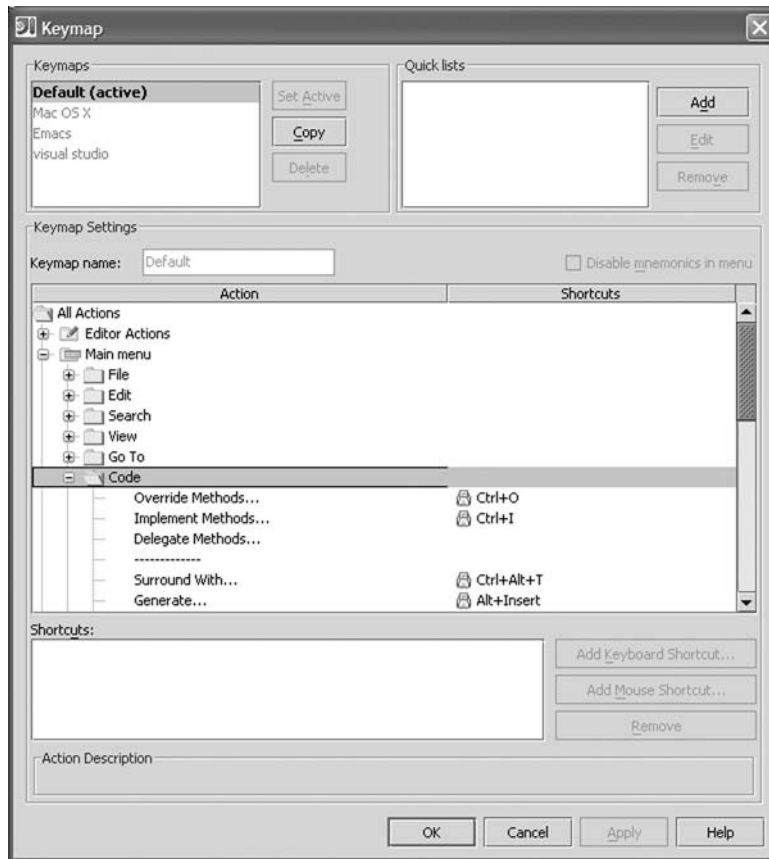 Keymap
Keymaps
Default (active)
Mac OS X
Emacs
visual studio
Set Active
Copy
Delete
Quick lists
Add
Edit
Remove
Keymap Settings
Keymap name:
Default
Disable mnemonics in menu
Action Shortcuts
All Actions
Editor Actions
Main menu
File
Edit
Search
View
Go To
Code
Override Methods... Ctrl+O
Implement Methods... Ctrl+I
Delegate Methods...
-------------
Surround With... Ctrl+Alt+T
Generate... Alt+Insert
Shortcuts:
Add Keyboard Shortcut...
Add Mouse Shortcut...
Remove
Action Description
OK Cancel Apply Help